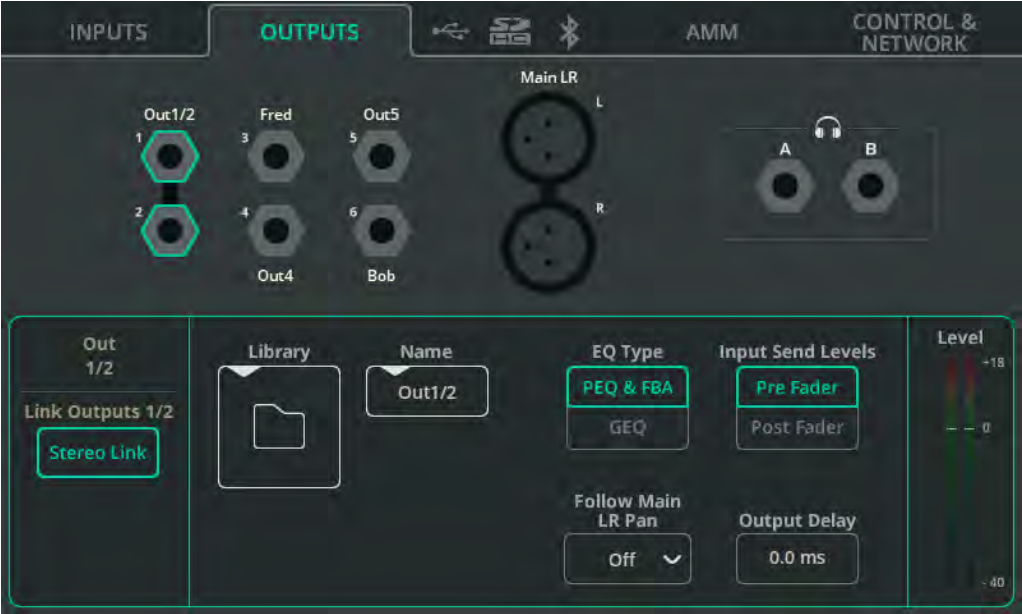 INPUTS
OUTPUTS
SD
HC
AMM
CONTROL &
NETWORK
Main LR
L
Out1/2
Fred
Out5
1
3
5
A
B
2
4
6
R
Out4
Bob
Out
1/2
Link Outputs 1/2
Stereo Link
Library
Name
Out1/2
EQ Type
PEQ & FBA
GEQ
Input Send Levels
Pre Fader
Post Fader
Follow Main
LR Pan
Off
Output Delay
0.0 ms
Level
+18
0
- 40